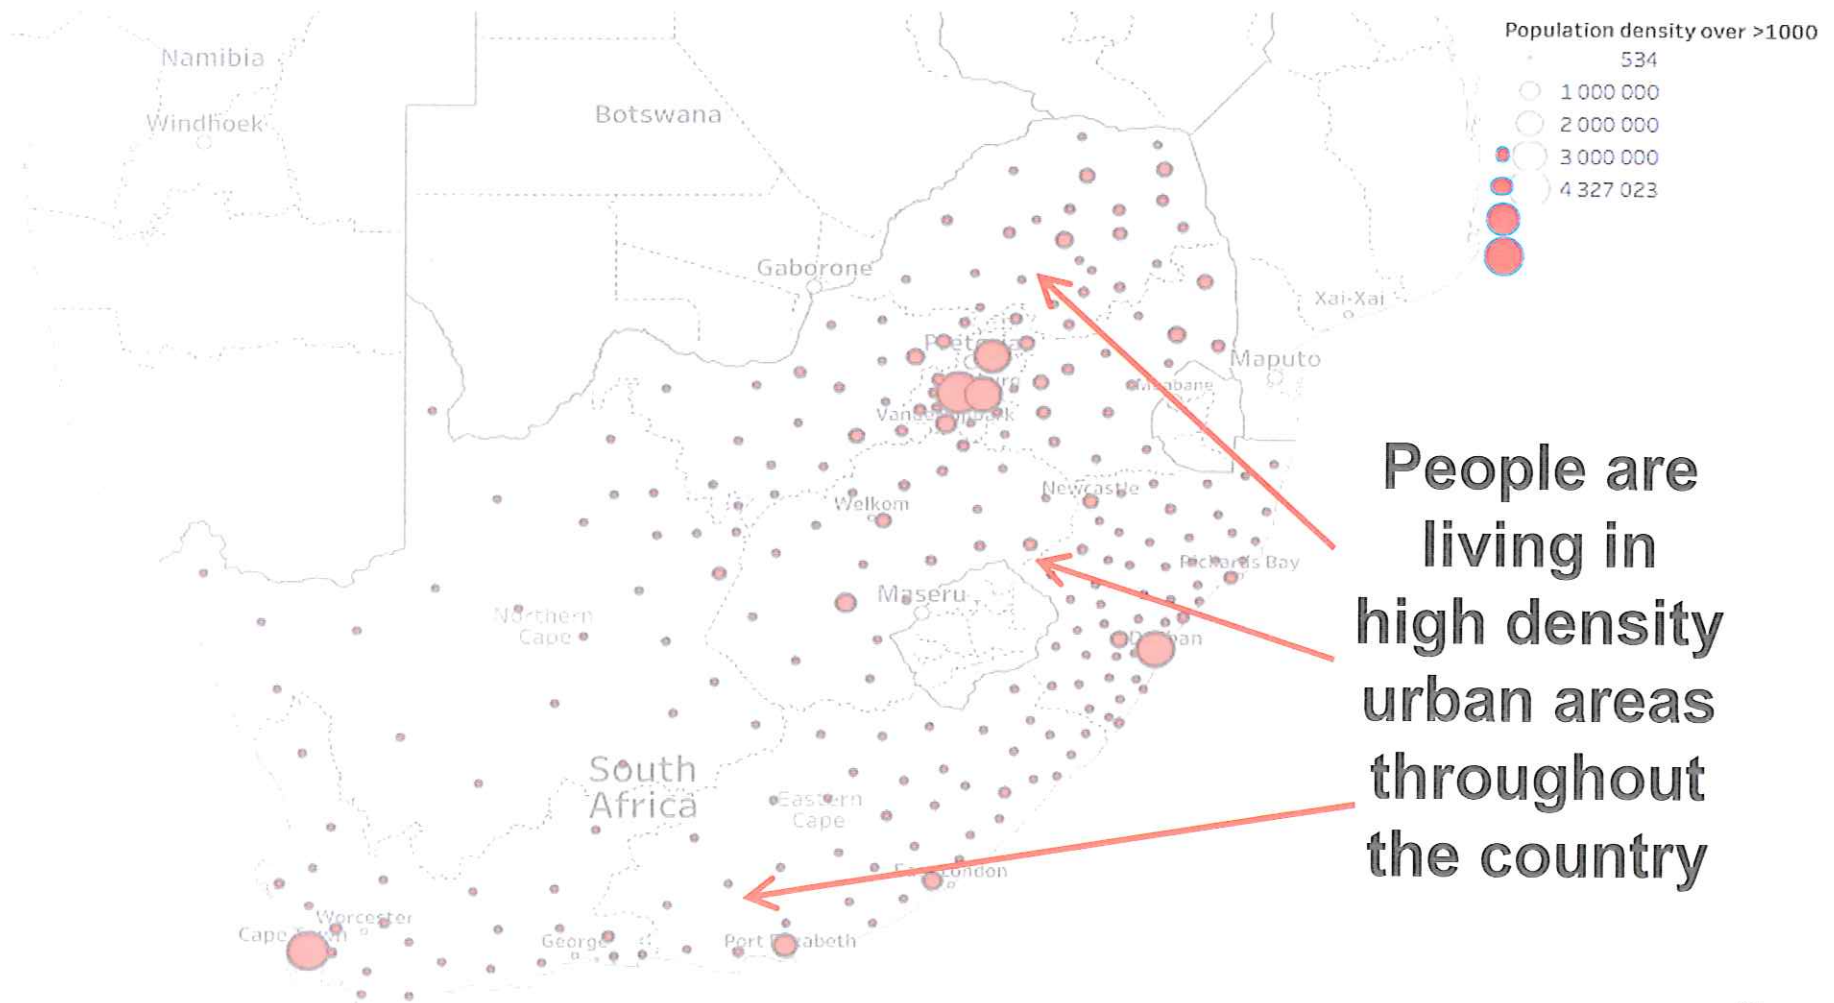 Population density over >1000
534
1 000 000
2 000 000
3 000 000
4 327 023
Namibia
Windhoek
Botswana
Gaborone
Xai-Xai
Maputo
Welkom
Newcastle
Richards Bay
Maseru
Northern
Cape
South
Africa
Eastern
Cape
London
Worcester
George
People are
living in
high density
urban areas
throughout
the country